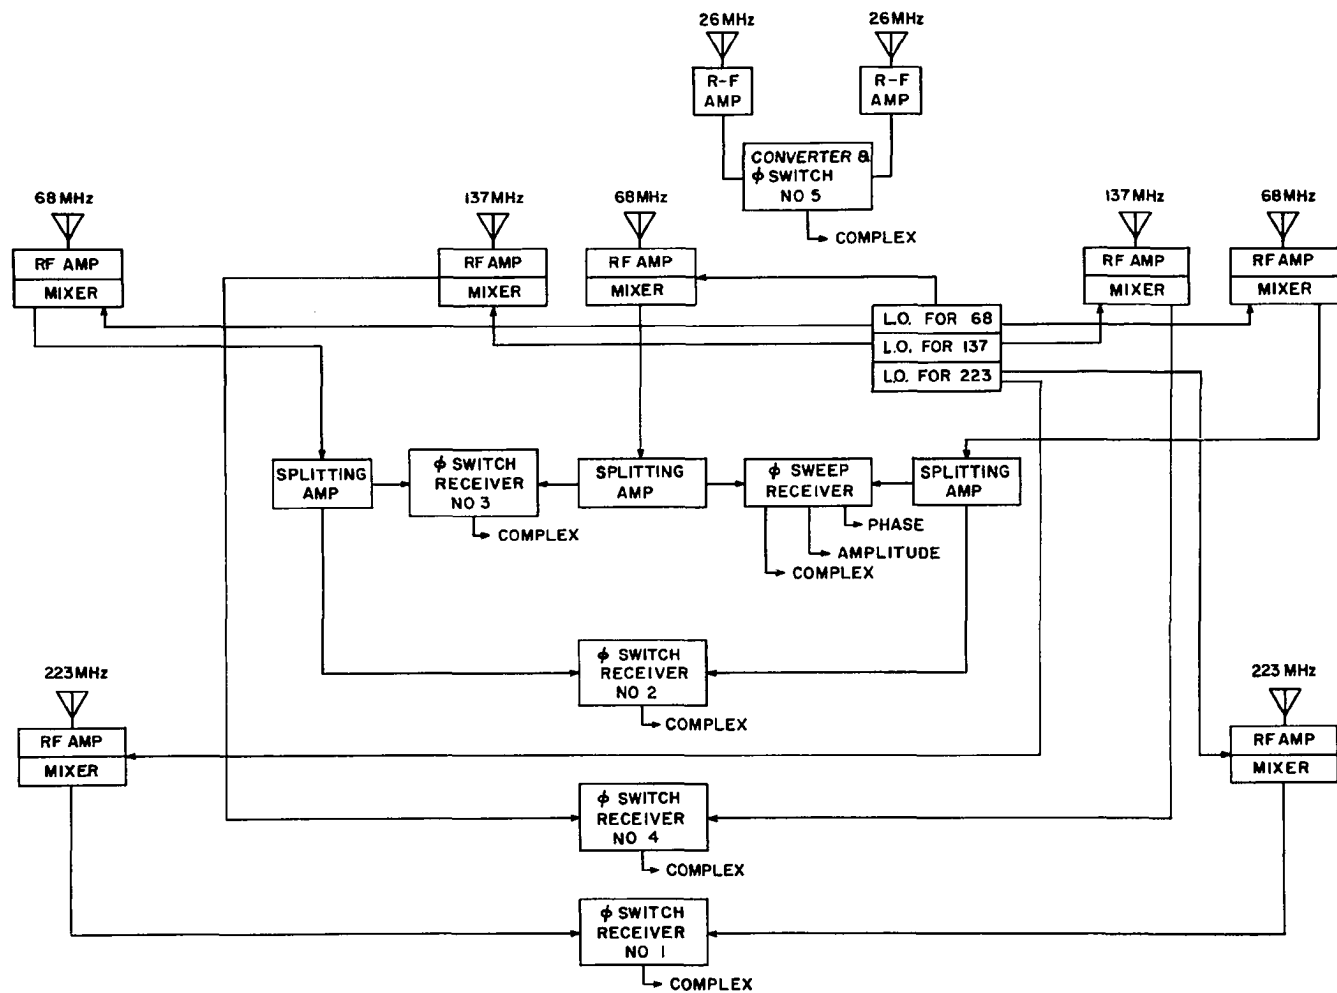 26MHz
26MHz
R-F
AMP
R-F
AMP
CONVERTER &
ϕ SWITCH
NO 5
COMPLEX
68MHz
137MHz
68MHz
137MHz
68MHz
RF AMP
MIXER
RF AMP
MIXER
RF AMP
MIXER
RF AMP
MIXER
RF AMP
MIXER
L.O. FOR 68
L.O. FOR 137
L.O. FOR 223
SPLITTING
AMP
ϕ SWITCH
RECEIVER
NO 3
COMPLEX
SPLITTING
AMP
ϕ SWEEP
RECEIVER
PHASE
AMPLITUDE
COMPLEX
SPLITTING
AMP
ϕ SWITCH
RECEIVER
NO 2
COMPLEX
223MHz
RF AMP
MIXER
223 MHz
RF AMP
MIXER
ϕ SWITCH
RECEIVER
NO 4
COMPLEX
ϕ SWITCH
RECEIVER
NO 1
COMPLEX